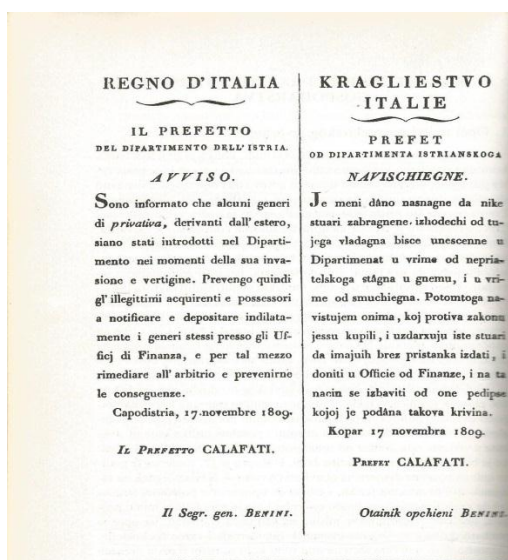 REGNO D'ITALIA
IL PREFETTO
DEL DIPARTIMENTO DELL'ISTRIA.
AVVISO.
Sono informato che alcuni generi
di privativa, derivanti dall'estero,
siano stati introdotti nel Diparti-
mento nei momenti della sua inva-
sione e vertigine. Prevengo quindi
gl'illegittimi acquirenti e possessori
a notificare e depositare indilata-
mente i generi stessi presso gli Uf-
ficj di Finanza, e per tal mezzo
rimediare all'arbitrio e prevenirne
le conseguenze.
Capodistria, 17 novembre 1809.
IL PREFETTO CALAFATI.
Il Segr. gen. BENINI.
KRAGLIESTVO
ITALIE
PREFET
OD DIPARTIMENTA ISTRIANSKOGA
NAVISCHIEGNE.
Je meni dâno nasnagne da nike
stuari zabragnene. izhodechi od tu-
jega vladagna bisce unescenne u
Dipartimenat u vrime od nepria-
telskoga stâgna u gnemu, i u vri-
me od smuchiegna. Potomtoga na-
vistujem onima, koj protiva zakonu
jessu kupili, i uzdarxuju iste stuari
da imajuih brez pristanka izdati, i
doniti u Officie od Finanze, i na ta
nacin se izbaviti od one pedipse
kojoj je podâna takova krivina.
Kopar 17 novembra 1809.
PREFET CALAFATI.
Otainik opchieni BENINI.